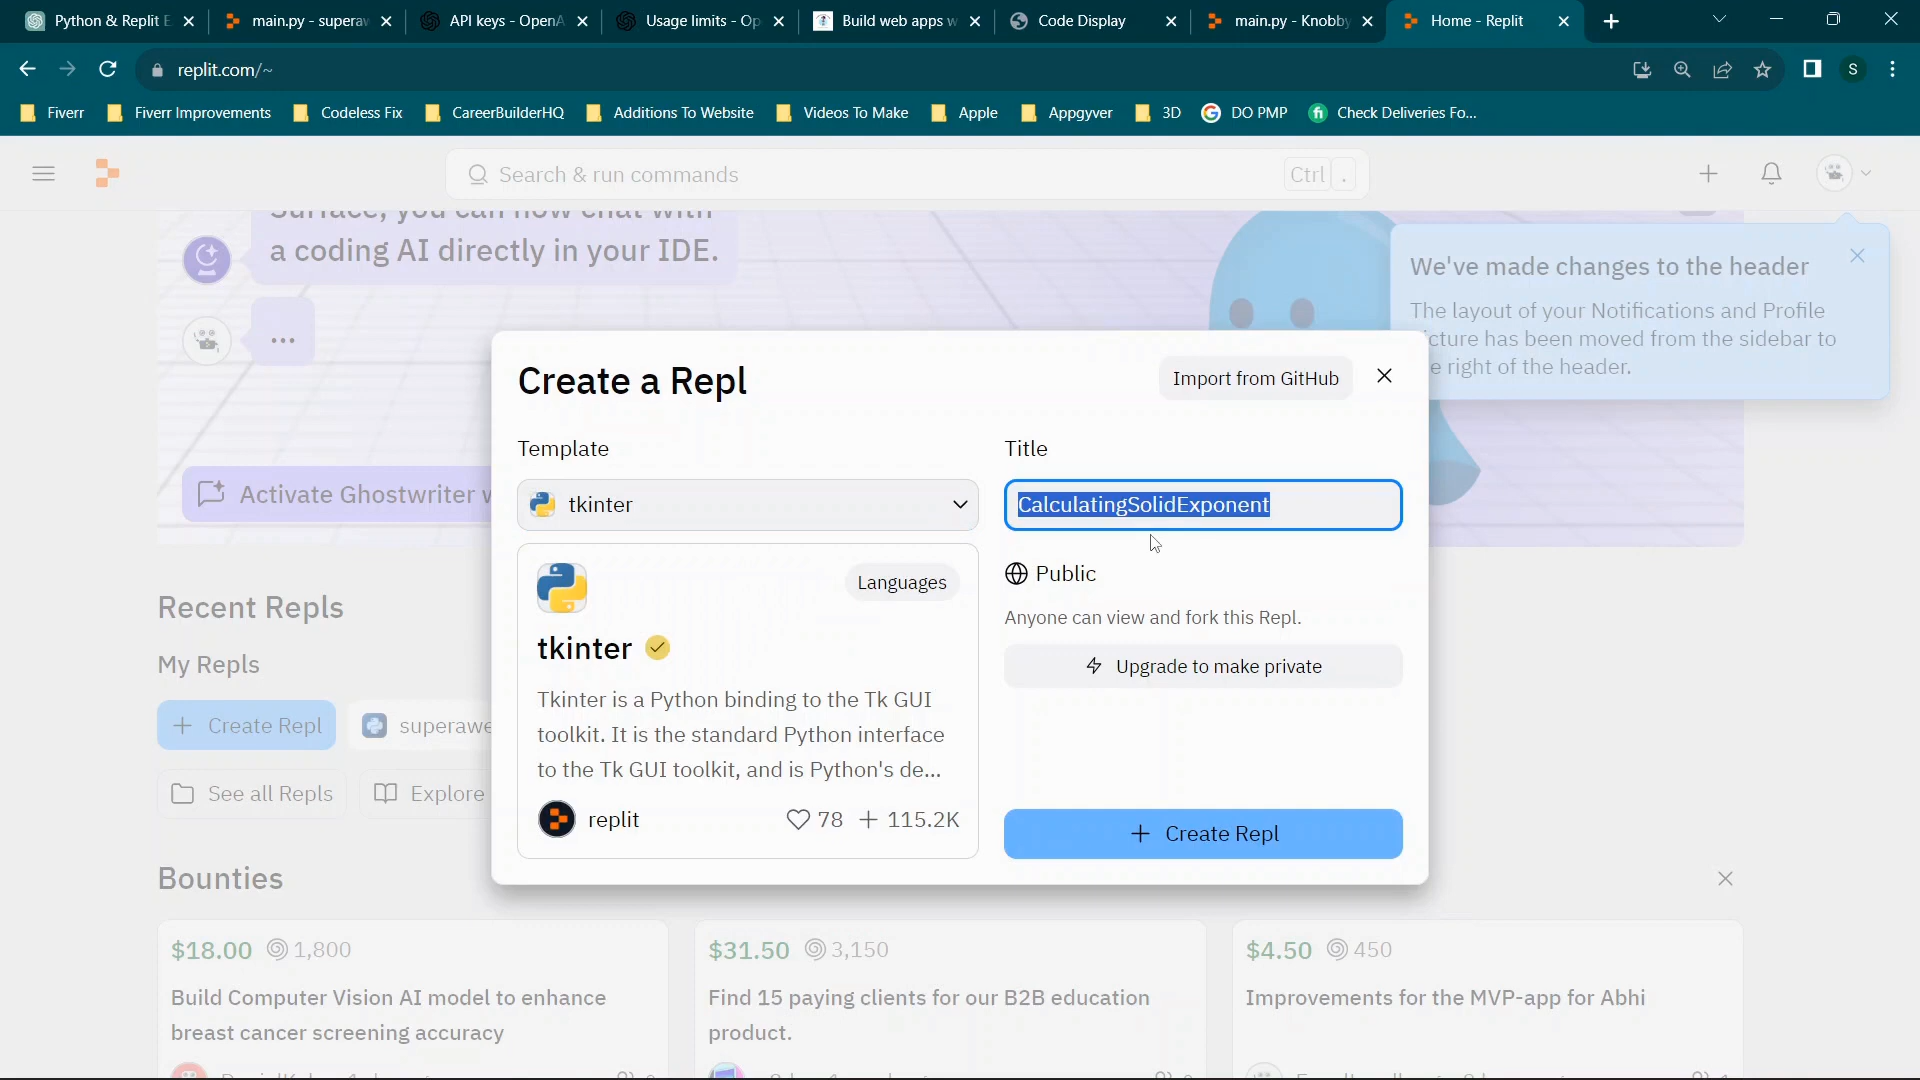 Python & Replit E
main.py - superaw
API keys - OpenA
Usage limits - Op
Build web apps w
Code Display
main.py - Knobby
Home - Replit
replit.com/~
S
Fiverr
Fiverr Improvements
Codeless Fix
CareerBuilderHQ
Additions To Website
Videos To Make
Apple
Appgyver
3D
DO PMP
Check Deliveries Fo...
Search & run commands
Ctrl .
a coding AI directly in your IDE.
...
Activate Ghostwriter
We've made changes to the header
The layout of your Notifications and Profile
cture has been moved from the sidebar to
e right of the header.
Create a Repl
Import from GitHub
Template
Title
tkinter
CalculatingSolidExponent
Languages
tkinter
Tkinter is a Python binding to the Tk GUI
toolkit. It is the standard Python interface
to the Tk GUI toolkit, and is Python's de...
replit
78
115.2K
Public
Anyone can view and fork this Repl.
Upgrade to make private
+ Create Repl
Recent Repls
My Repls
+ Create Repl
superawe
See all Repls
Explore
Bounties
$18.00 1,800
Build Computer Vision AI model to enhance
breast cancer screening accuracy
$31.50 3,150
Find 15 paying clients for our B2B education
product.
$4.50 450
Improvements for the MVP-app for Abhi